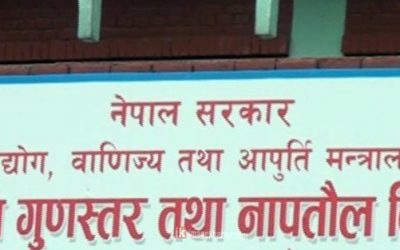 नेपाल सरकार
द्योग, वाणिज्य तथा आपुर्ति मन्त्राल
गुणस्तर तथा नापतौल वि